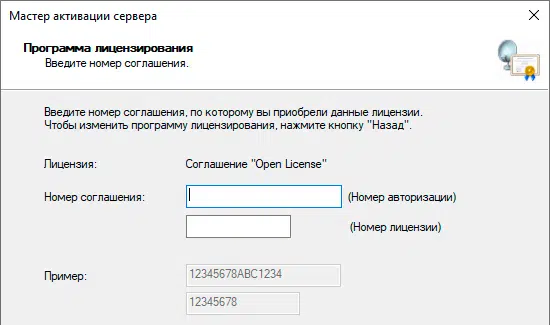 Мастер активации сервера
Программа лицензирования
Введите номер соглашения.
Введите номер соглашения, по которому вы приобрели данные лицензии.
Чтобы изменить программу лицензирования, нажмите кнопку "Назад".
Лицензия: Соглашение "Open License"
Номер соглашения: (Номер авторизации)
(Номер лицензии)
Пример: 12345678ABC1234
12345678